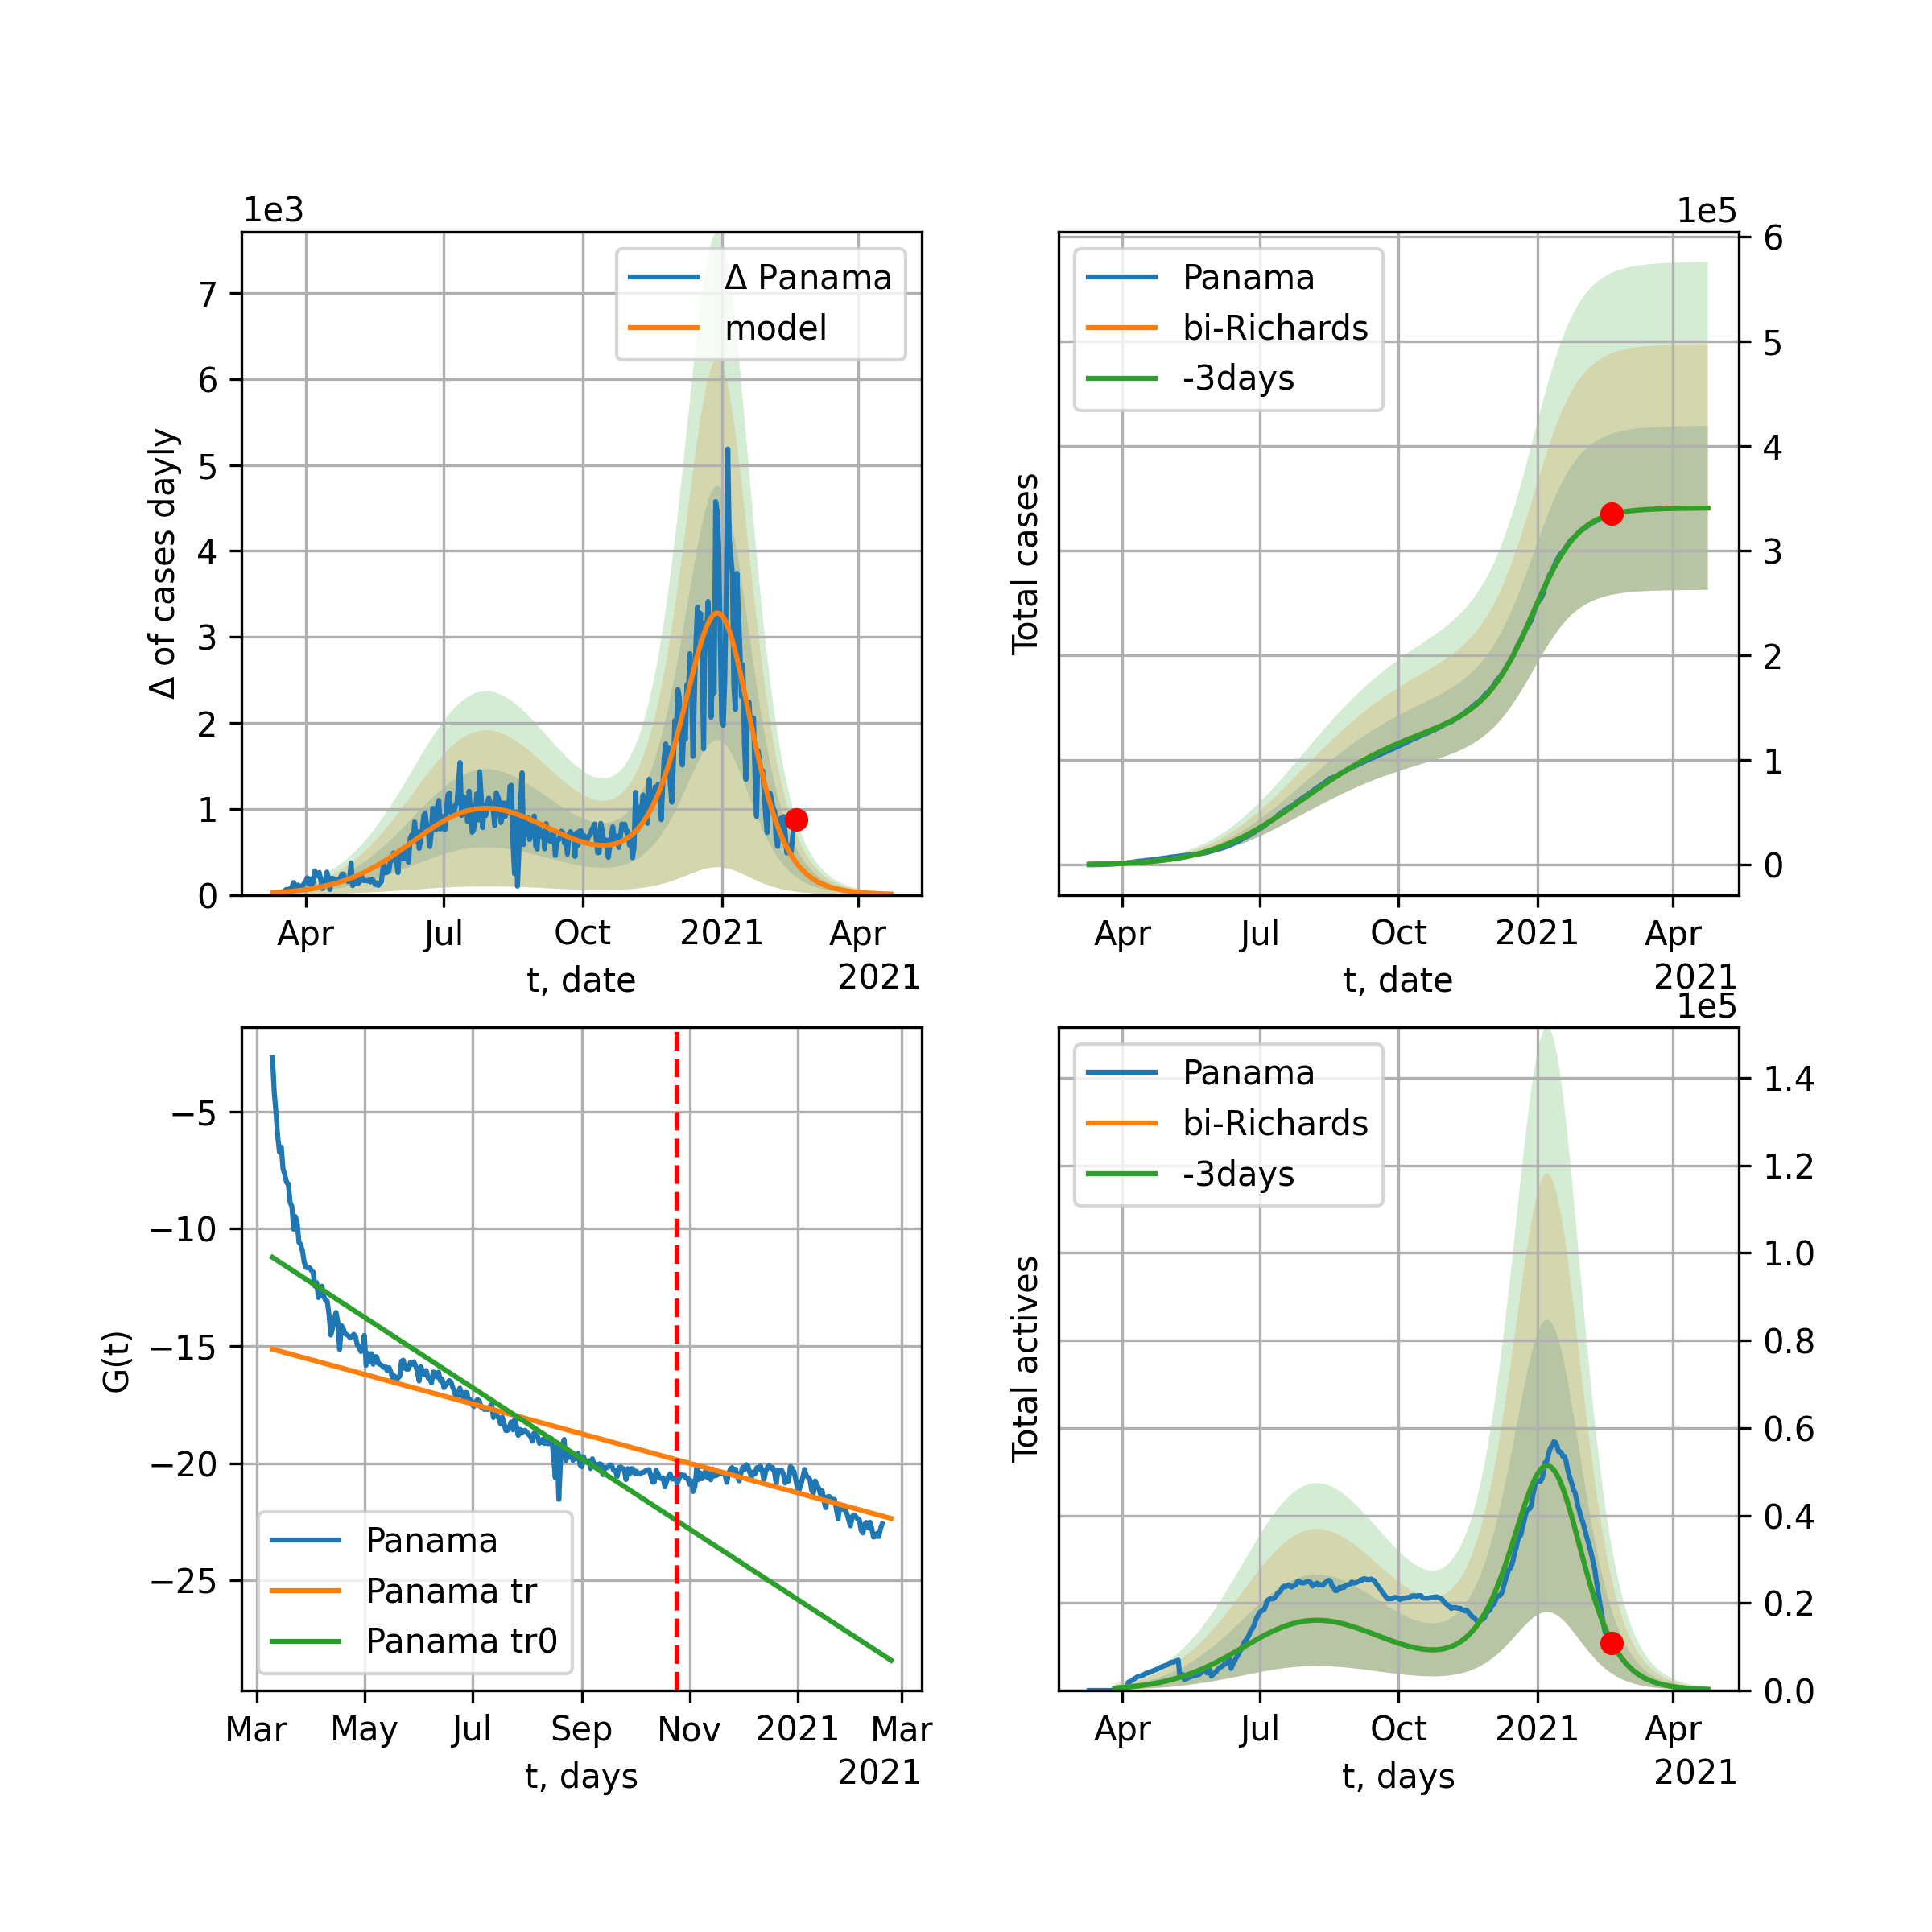 1e3
7
6
5
4
3
2
1
0
Δ of cases dayly
Δ Panama
model
Apr
Jul
Oct
2021
Apr
t, date
2021
1e5
6
5
4
3
2
1
0
Total cases
Panama
bi-Richards
-3days
Apr
Jul
Oct
2021
Apr
t, date
2021
−5
−10
−15
−20
−25
G(t)
Panama
Panama tr
Panama tr0
Mar
May
Jul
Sep
Nov
2021
Mar
t, days
2021
1e5
1.4
1.2
1.0
0.8
0.6
0.4
0.2
0.0
Total actives
Panama
bi-Richards
-3days
Apr
Jul
Oct
2021
Apr
t, days
2021